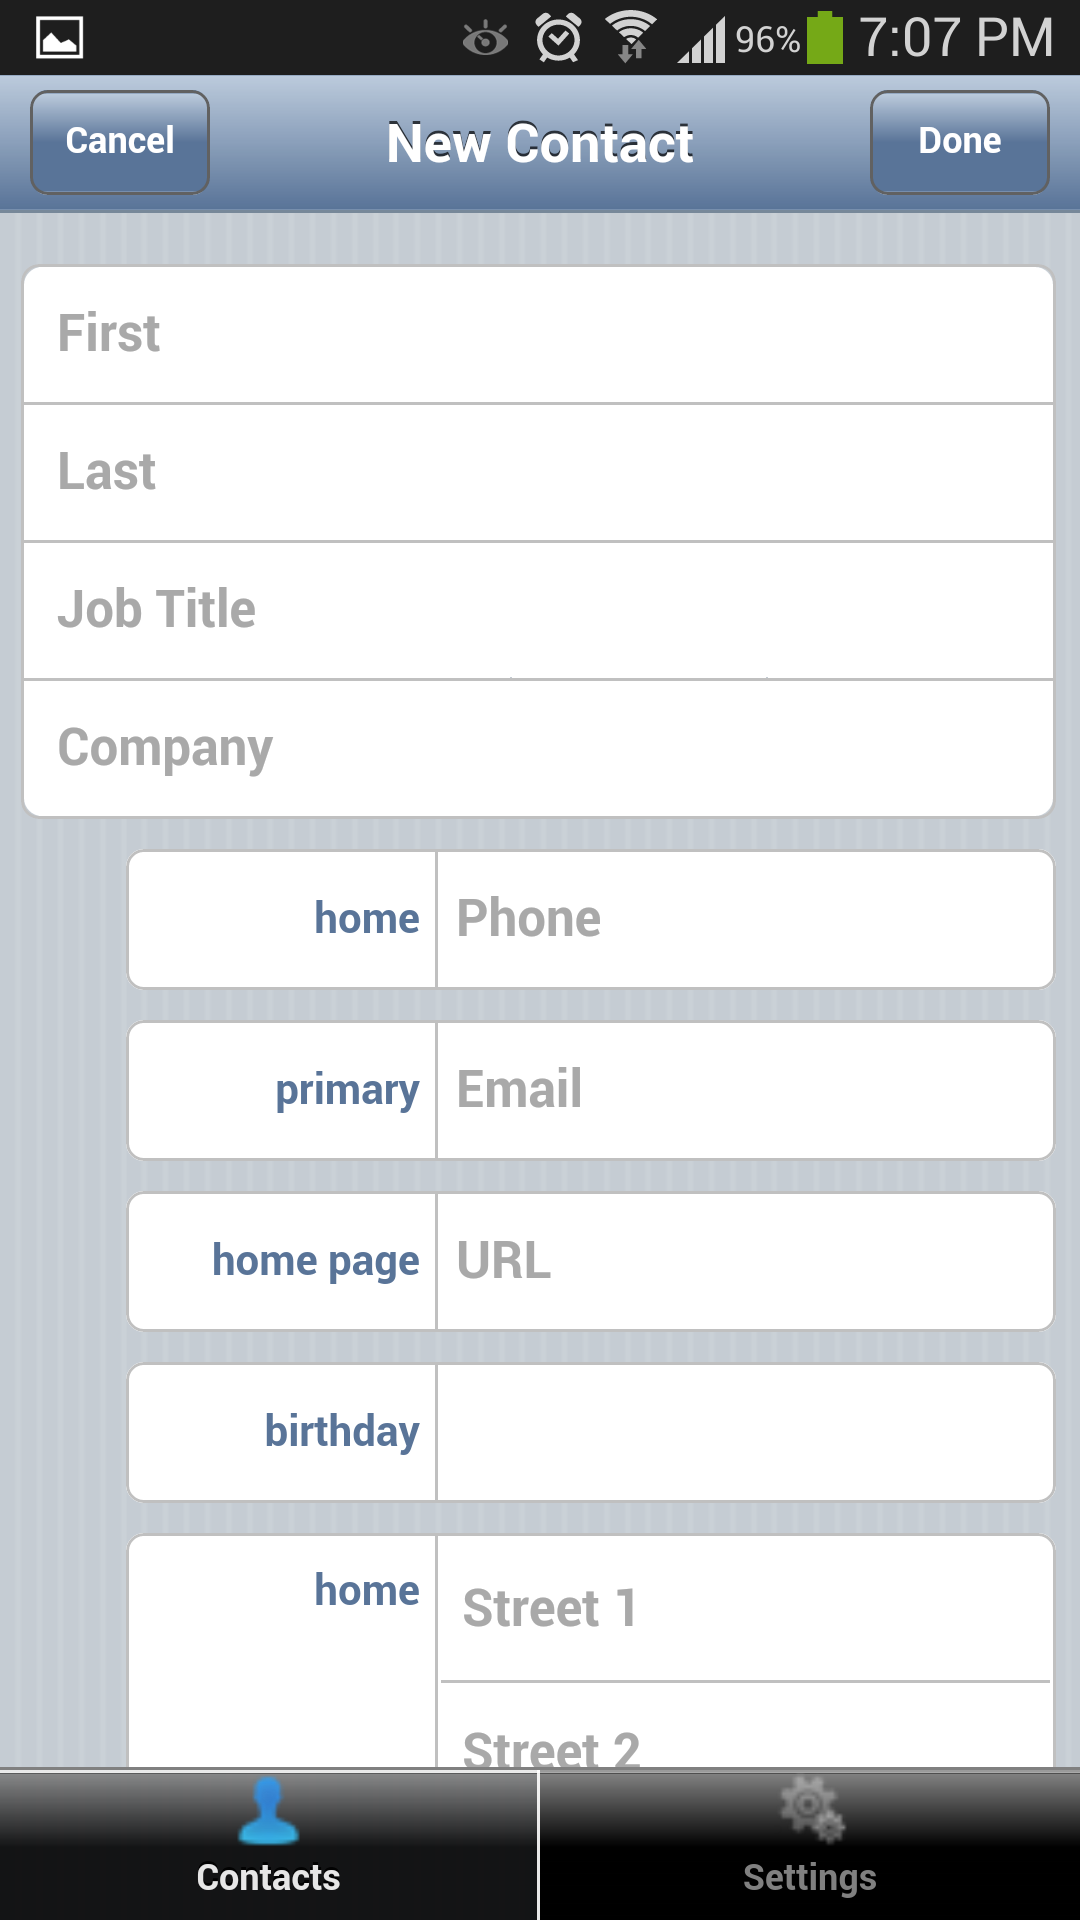 96% 7:07 PM
Cancel New Contact Done
First
Last
Job Title
Company
home Phone
primary Email
home page URL
birthday
home Street 1
Street 2
Contacts Settings